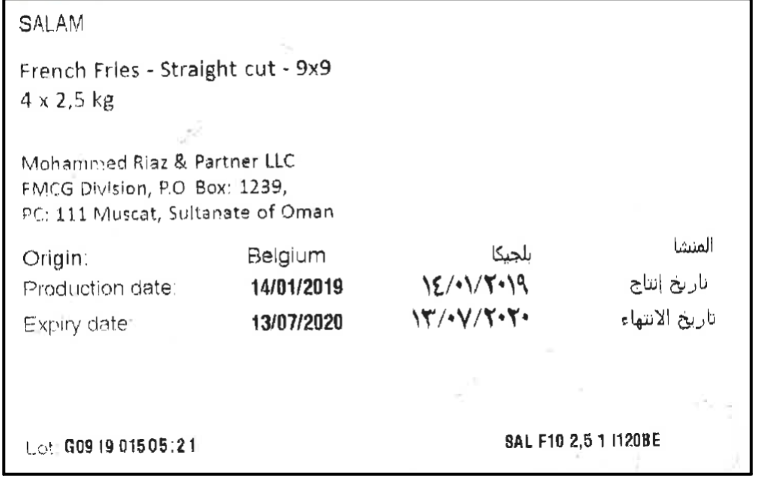 SALAM
French Fries - Straight cut - 9x9
4 x 2,5 kg
Mohammed Riaz & Partner LLC
FMCG Division, P.O Box: 1239,
PC: 111 Muscat, Sultanate of Oman
Origin: Belgium بلجيكا المنشا
Production date: 14/01/2019 ١٤/٠١/٢٠١٩ تاريخ إنتاج
Expiry date: 13/07/2020 ١٣/٠٧/٢٠٢٠ تاريخ الانتهاء
Lot: G09 I9 01505:21 SAL F10 2,5 1 I120BE